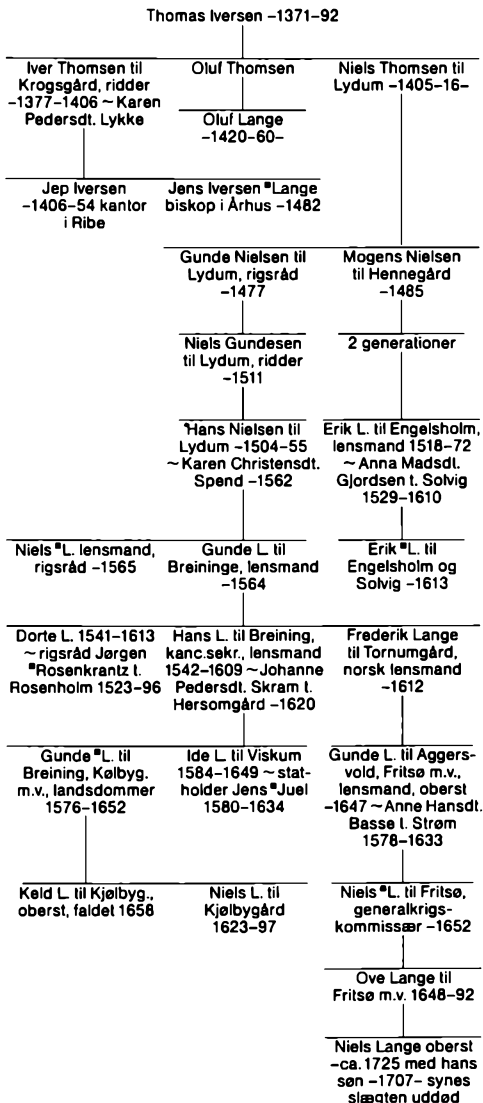 Thomas Iversen –1371–92
Iver Thomsen til
Krogsgård, ridder
–1377–1406 ~ Karen
Pedersdt. Lykke
Oluf Thomsen
Niels Thomsen til
Lydum –1405–16–
Oluf Lange
–1420–60–
Jep Iversen
–1406–54 kantor
i Ribe
Jens Iversen *Lange
biskop i Århus –1482
Gunde Nielsen til
Lydum, rigsråd
–1477
Mogens Nielsen
til Hennegård
–1485
Niels Gundesen
til Lydum, ridder
–1511
2 generationer
Hans Nielsen til
Lydum –1504–55
~ Karen Christensdt.
Spend –1562
Erik L. til Engelsholm,
lensmand 1518–72
~ Anna Madsdt.
Gjordsen t. Solvig
1529–1610
Niels *L. lensmand,
rigsråd –1565
Gunde L. til
Breininge, lensmand
–1564
Erik *L. til
Engelsholm og
Solvig –1613
Dorte L. 1541–1613
~ rigsråd Jørgen
*Rosenkrantz t.
Rosenholm 1523–96
Hans L. til Breining,
kanc.sekr., lensmand
1542–1609 ~ Johanne
Pedersdt. Skram t.
Hersomgård –1620
Frederik Lange
til Tornumgård,
norsk lensmand
–1612
Gunde *L. til
Breining, Kølbyg.
m.v., landsdommer
1576–1652
Ide L. til Viskum
1584–1649 ~ stat-
holder Jens *Juel
1580–1634
Gunde L. til Aggers-
vold, Fritsø m.v.,
lensmand, oberst
–1647 ~ Anne Hansdt.
Basse t. Strøm
1578–1633
Keld L. til Kjølbyg.,
oberst, faldet 1658
Niels L. til
Kjølbygård
1623–97
Niels *L. til Fritsø,
generalkrigs-
kommissær –1652
Ove Lange til
Fritsø m.v. 1648–92
Niels Lange oberst
–ca. 1725 med hans
søn –1707– synes
slægten uddød